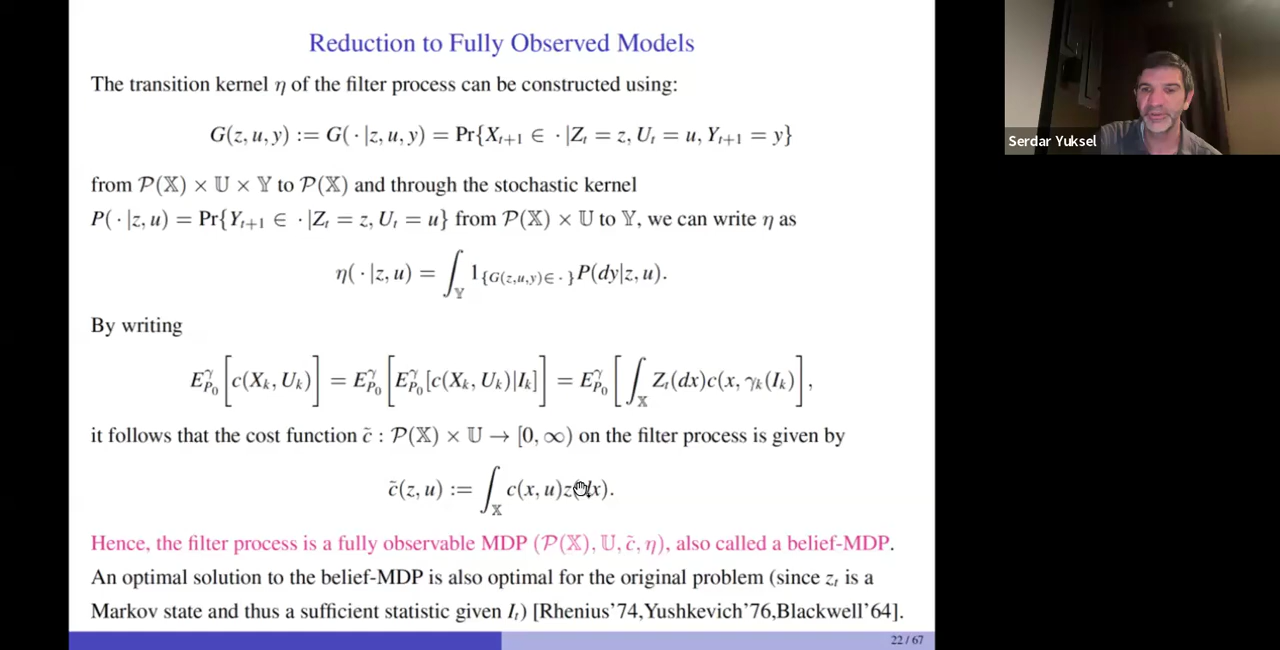 Reduction to Fully Observed Models
The transition kernel η of the filter process can be constructed using:
G(z, u, y) := G( · |z, u, y) = Pr{X_{t+1} ∈ · |Z_t = z, U_t = u, Y_{t+1} = y}
from 𝒫(𝕏) × 𝕌 × 𝕐 to 𝒫(𝕏) and through the stochastic kernel
P( · |z, u) = Pr{Y_{t+1} ∈ · |Z_t = z, U_t = u} from 𝒫(𝕏) × 𝕌 to 𝕐, we can write η as
η( · |z, u) = ∫_𝕐 1_{{G(z,u,y)∈ · }} P(dy|z, u).
By writing
E^γ_{P_0}[c(X_k, U_k)] = E^γ_{P_0}[E^γ_{P_0}[c(X_k, U_k)|I_k]] = E^γ_{P_0}[∫_𝕏 Z_t(dx)c(x, γ_k(I_k)],
it follows that the cost function c̃ : 𝒫(𝕏) × 𝕌 → [0, ∞) on the filter process is given by
c̃(z, u) := ∫_𝕏 c(x, u)z(dx).
Hence, the filter process is a fully observable MDP (𝒫(𝕏), 𝕌, c̃, η), also called a belief-MDP.
An optimal solution to the belief-MDP is also optimal for the original problem (since z_t is a
Markov state and thus a sufficient statistic given I_t) [Rhenius'74,Yushkevich'76,Blackwell'64].
22 / 67
Serdar Yuksel